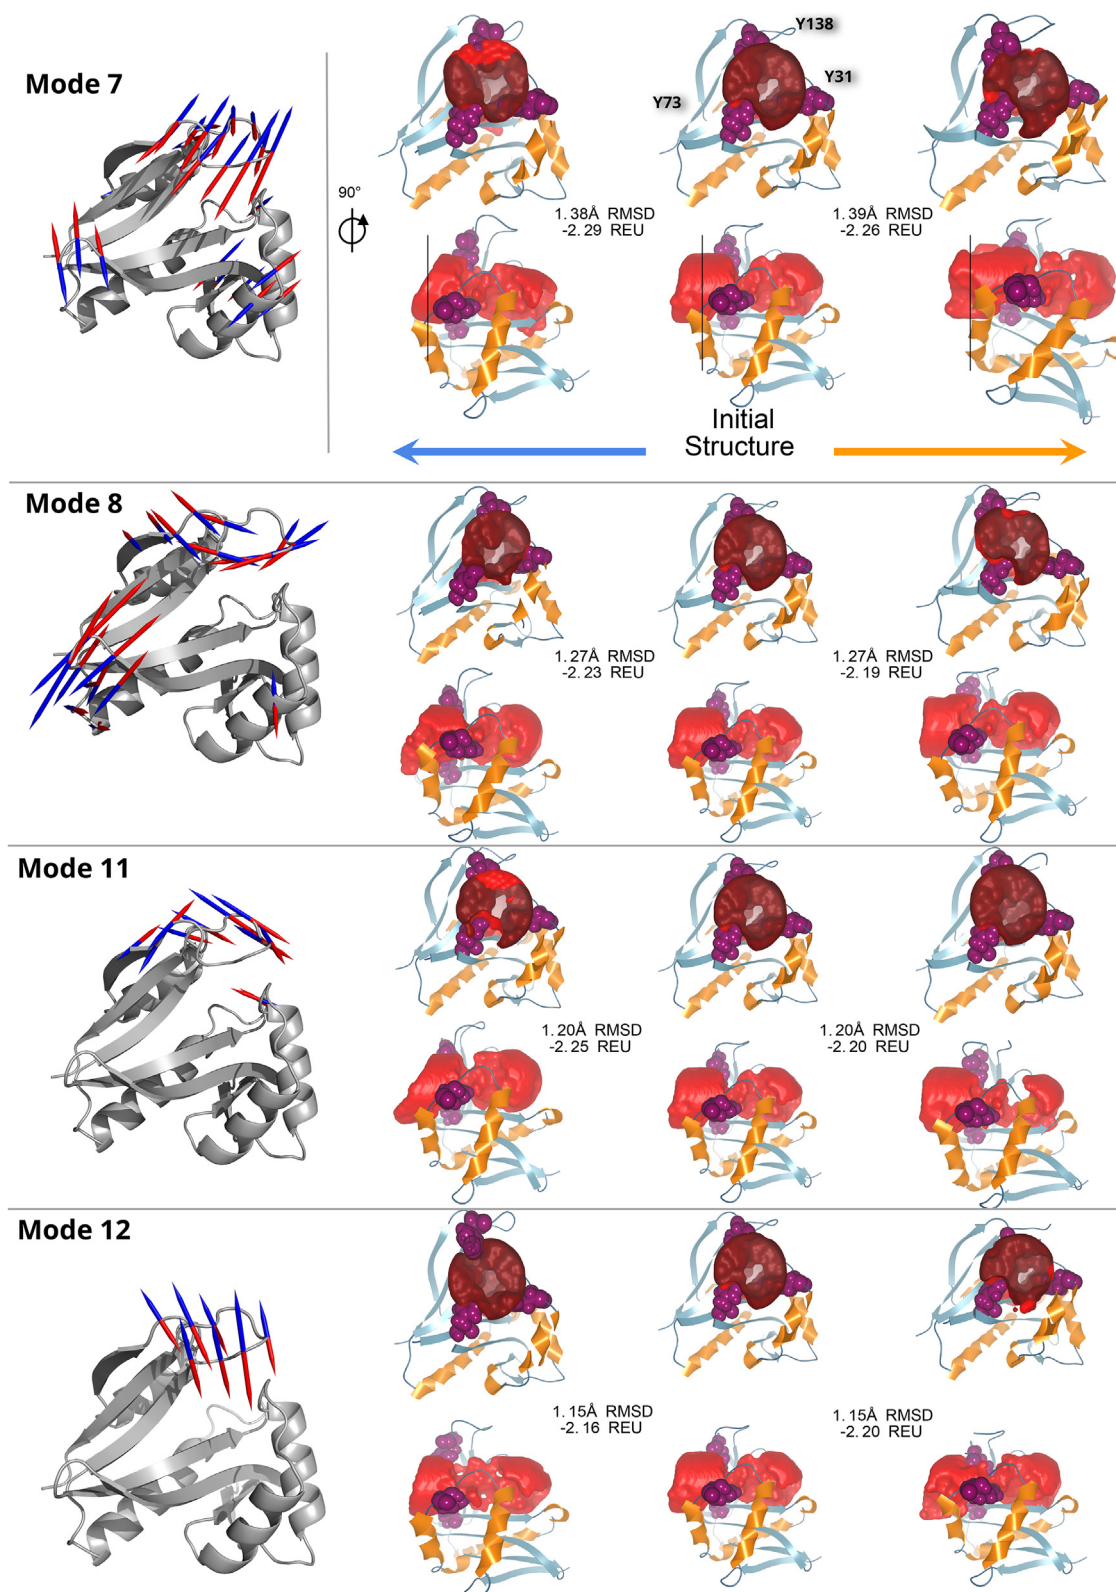 Mode 7
90°
Y138
Y31
Y73
1.38Å RMSD
-2.29 REU
1.39Å RMSD
-2.26 REU
Initial
Structure
Mode 8
1.27Å RMSD
-2.23 REU
1.27Å RMSD
-2.19 REU
Mode 11
1.20Å RMSD
-2.25 REU
1.20Å RMSD
-2.20 REU
Mode 12
1.15Å RMSD
-2.16 REU
1.15Å RMSD
-2.20 REU